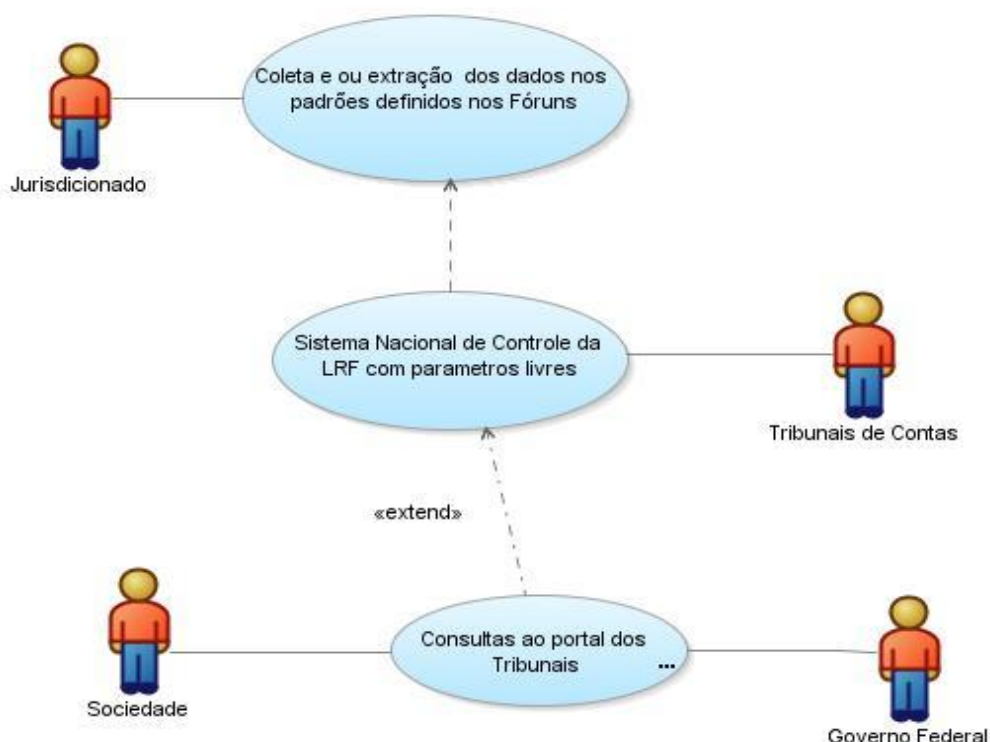 Coleta e ou extração dos dados nos
padrões definidos nos Fóruns
Jurisdicionado
Sistema Nacional de Controle da
LRF com parametros livres
Tribunais de Contas
«extend»
Consultas ao portal dos
Tribunais ...
Sociedade
Governo Federal